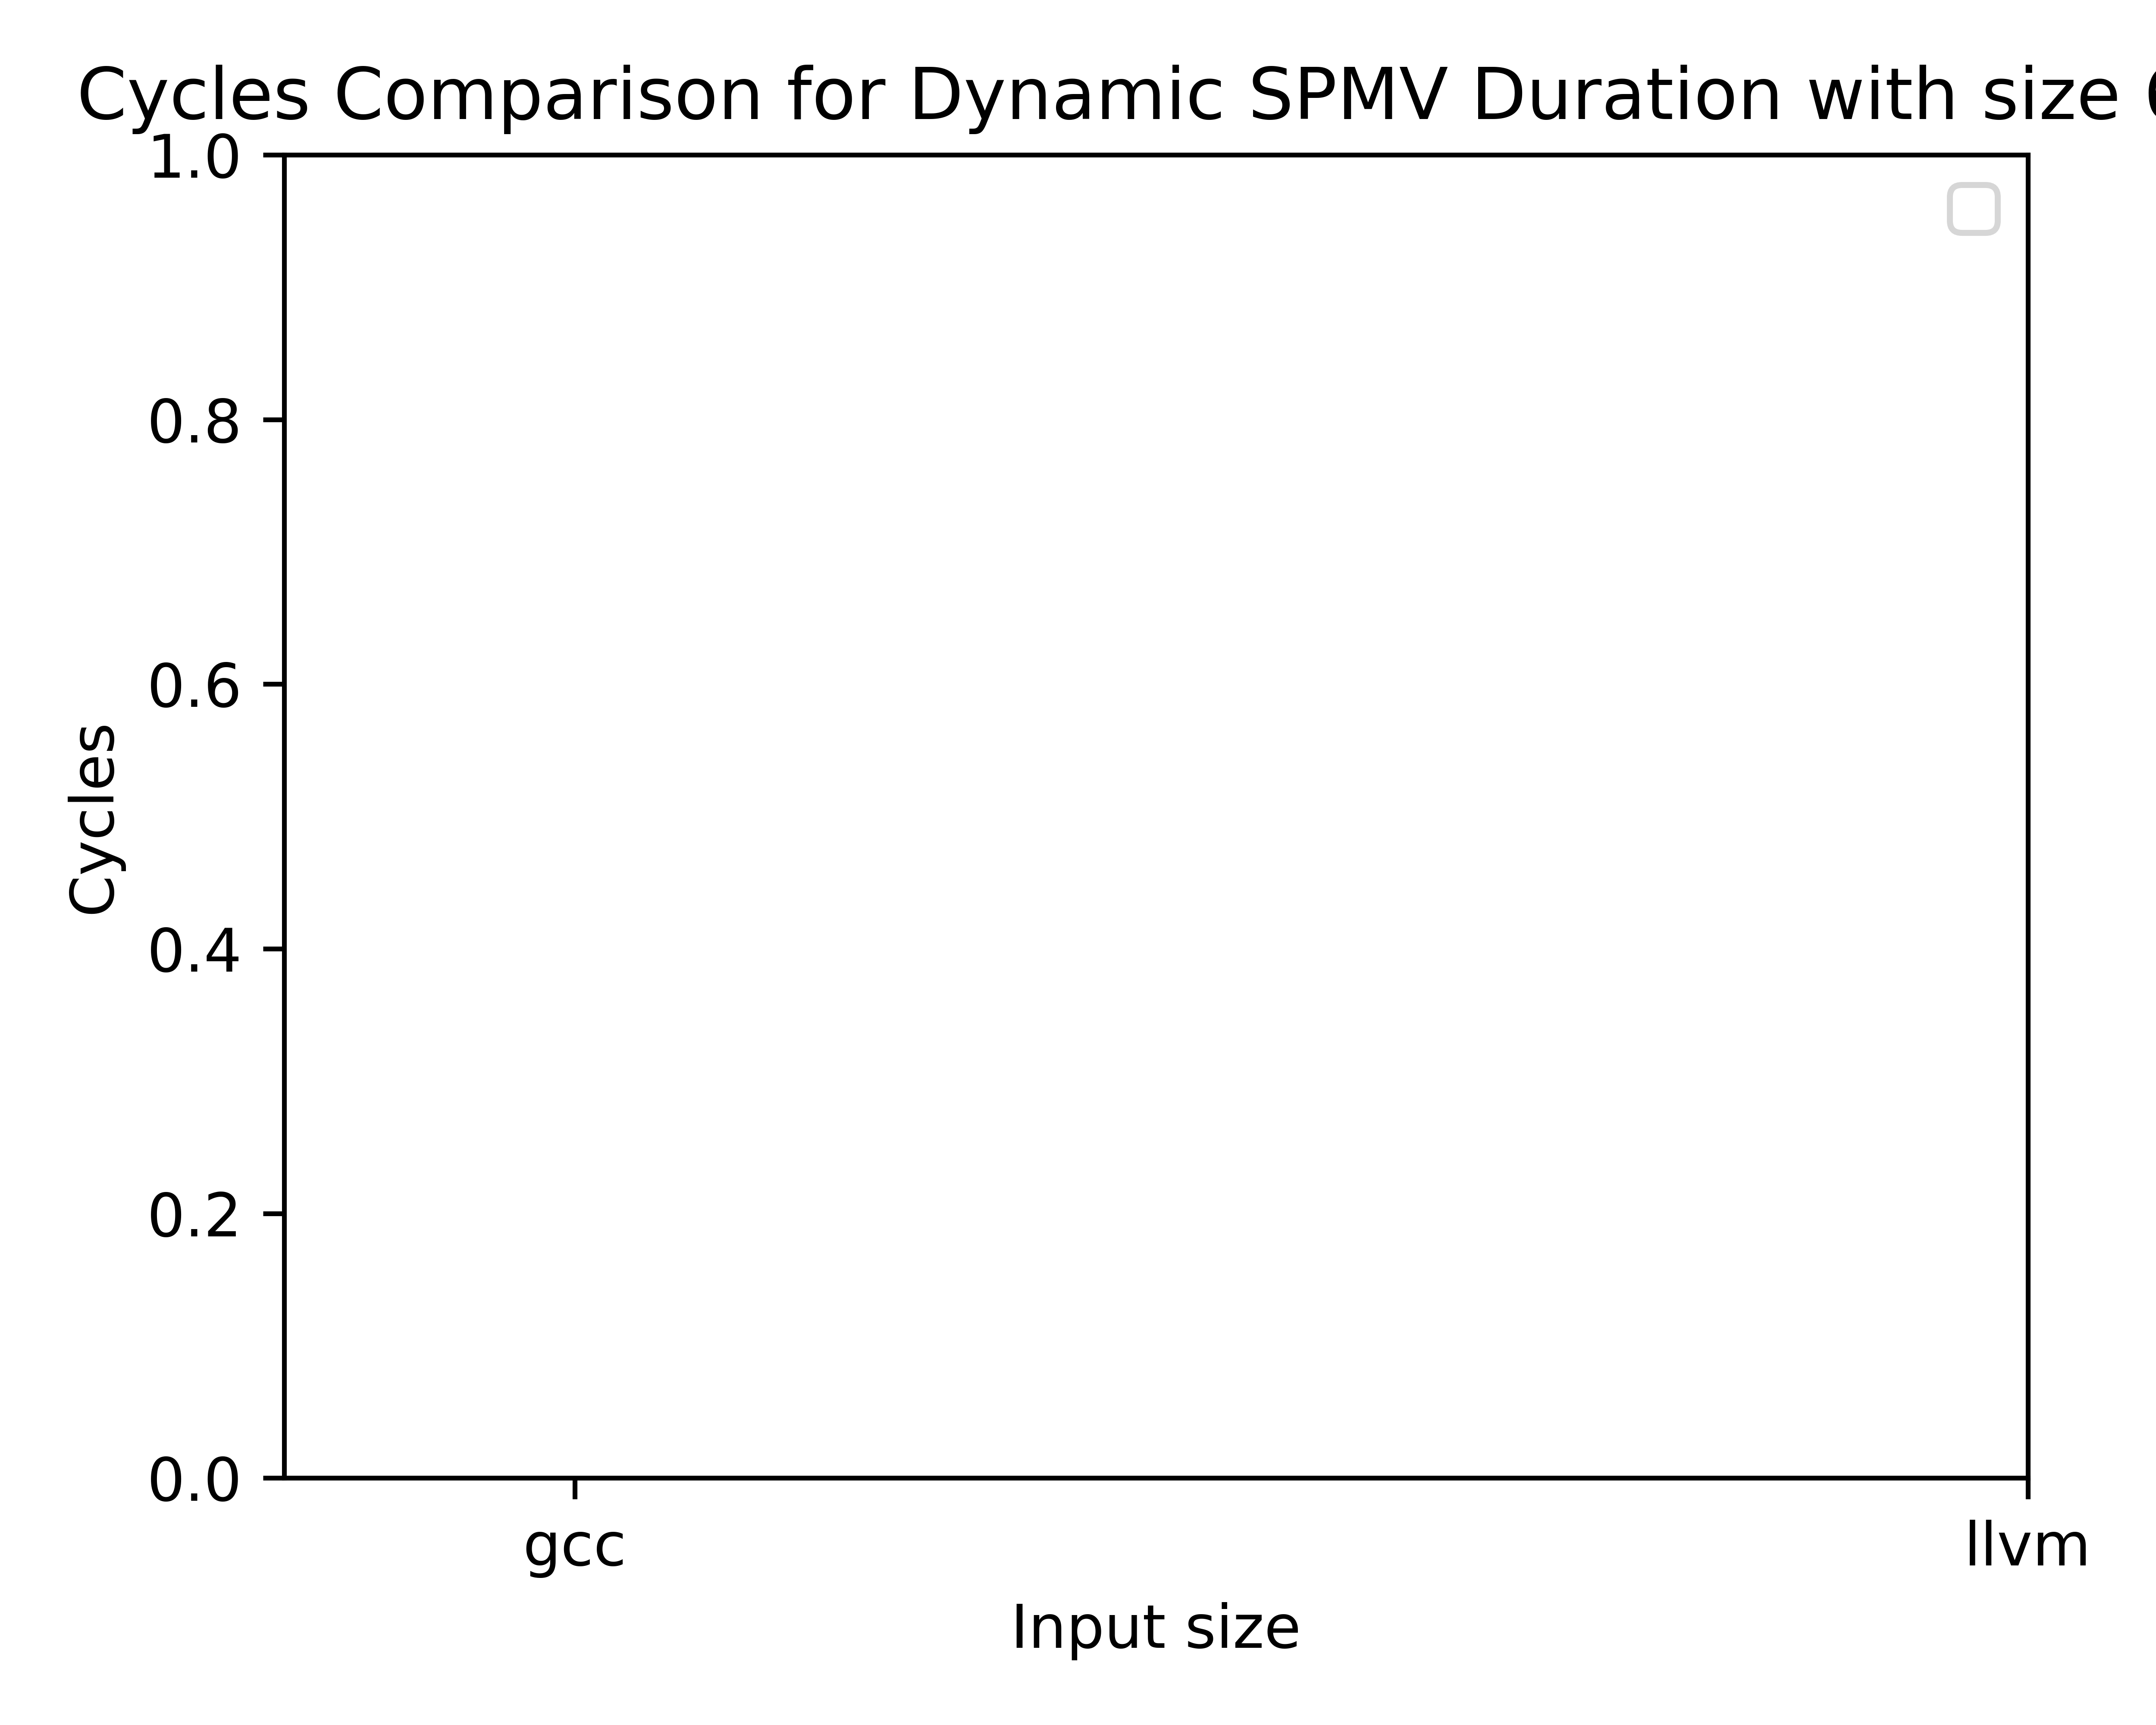 Cycles Comparison for Dynamic SPMV Duration with size
1.0
0.8
0.6
0.4
0.2
0.0
Cycles
gcc
llvm
Input size